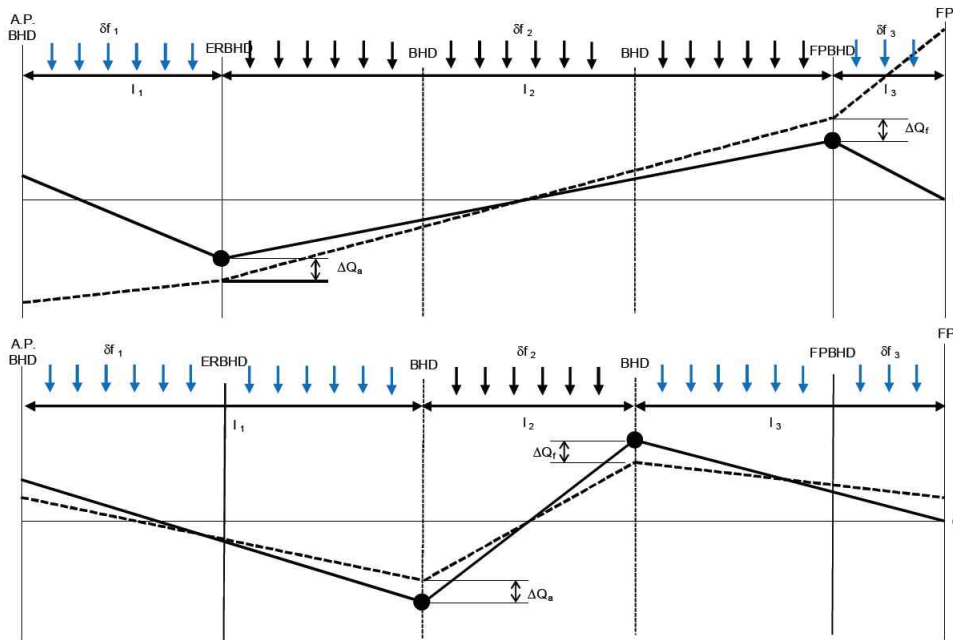 A.P.
BHD
δf 1
ERBHD
BHD
δf 2
BHD
FPBHD
δf 3
FP
l 1
l 2
l 3
ΔQf
ΔQa
A.P.
BHD
δf 1
ERBHD
BHD
δf 2
BHD
FPBHD
δf 3
FP
l 1
l 2
l 3
ΔQf
ΔQa